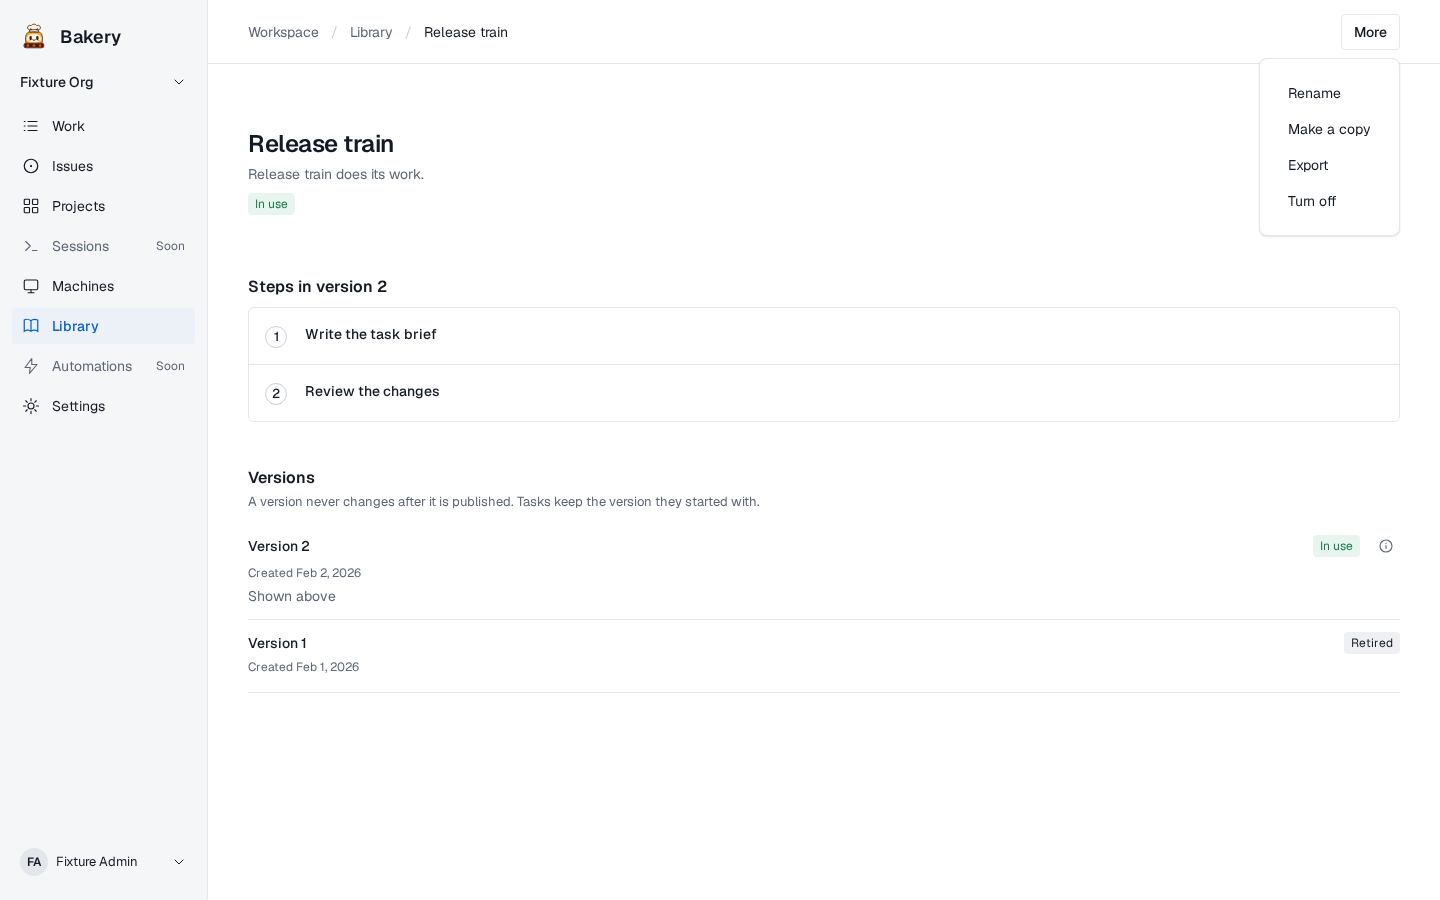 Bakery
Fixture Org
Work
Issues
Projects
Sessions Soon
Machines
Library
Automations Soon
Settings
FA Fixture Admin
Workspace / Library / Release train
More
Rename
Make a copy
Export
Turn off
Release train
Release train does its work.
In use
Steps in version 2
1 Write the task brief
2 Review the changes
Versions
A version never changes after it is published. Tasks keep the version they started with.
Version 2 In use
Created Feb 2, 2026
Shown above
Version 1 Retired
Created Feb 1, 2026